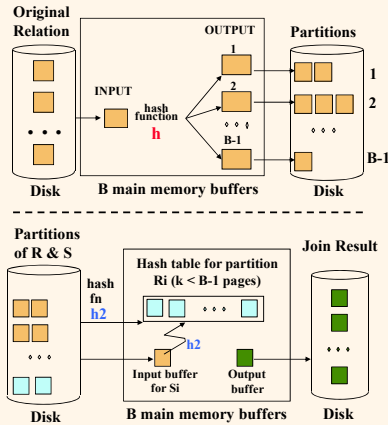 Original
Relation
OUTPUT
Partitions
1
INPUT
2
hash
function
h
B-1
1
2
B-1
Disk
B main memory buffers
Disk
Partitions
of R & S
Join Result
hash
fn
h2
Hash table for partition
Ri (k < B-1 pages)
h2
Input buffer
for Si
Output
buffer
Disk
B main memory buffers
Disk